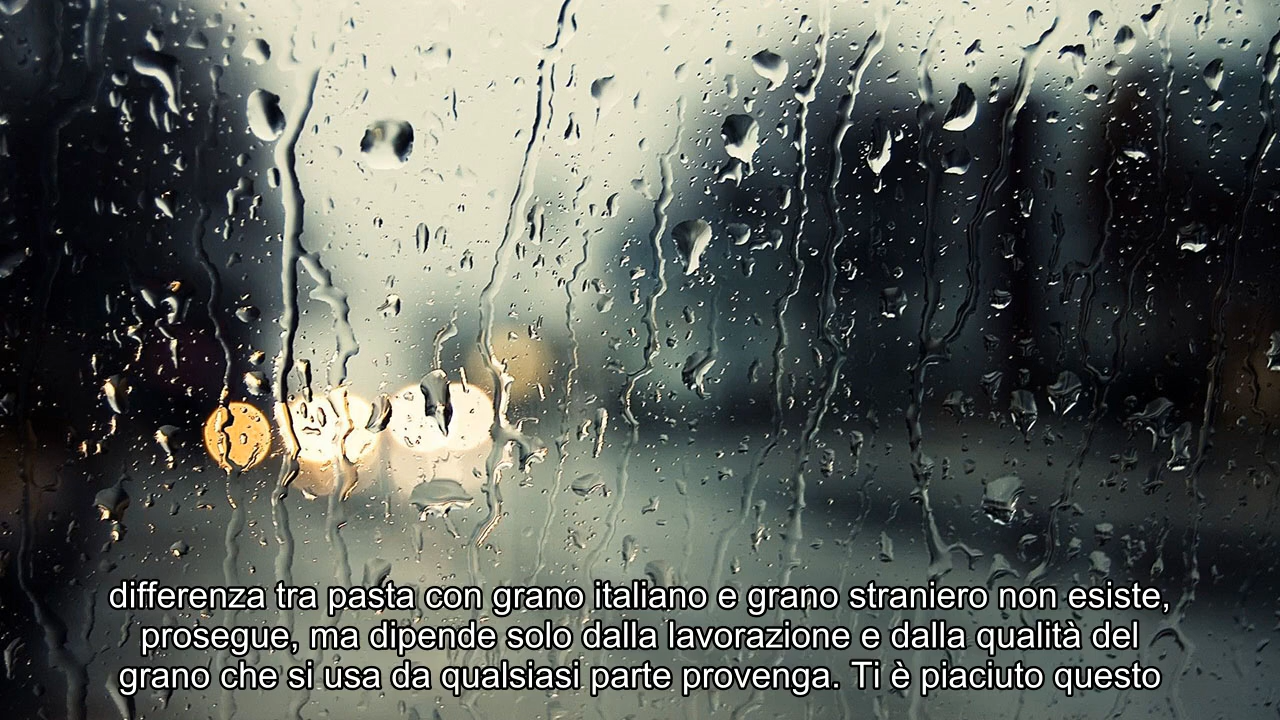 differenza tra pasta con grano italiano e grano straniero non esiste,
prosegue, ma dipende solo dalla lavorazione e dalla qualità del
grano che si usa da qualsiasi parte provenga. Ti è piaciuto questo